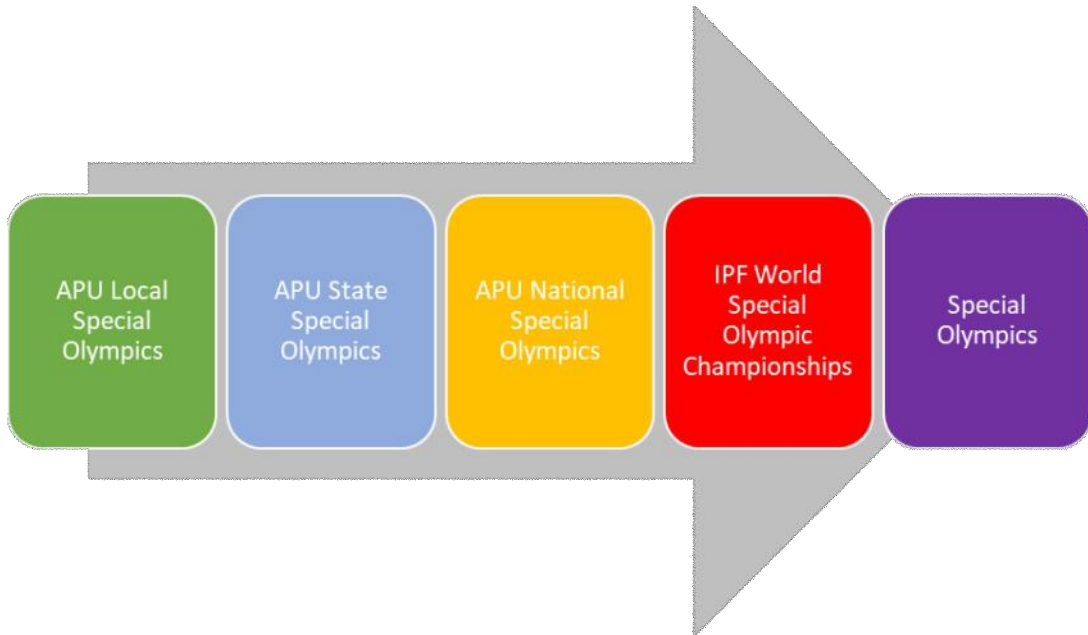 APU Local
Special
Olympics
APU State
Special
Olympics
APU National
Special
Olympics
IPF World
Special
Olympic
Championships
Special
Olympics